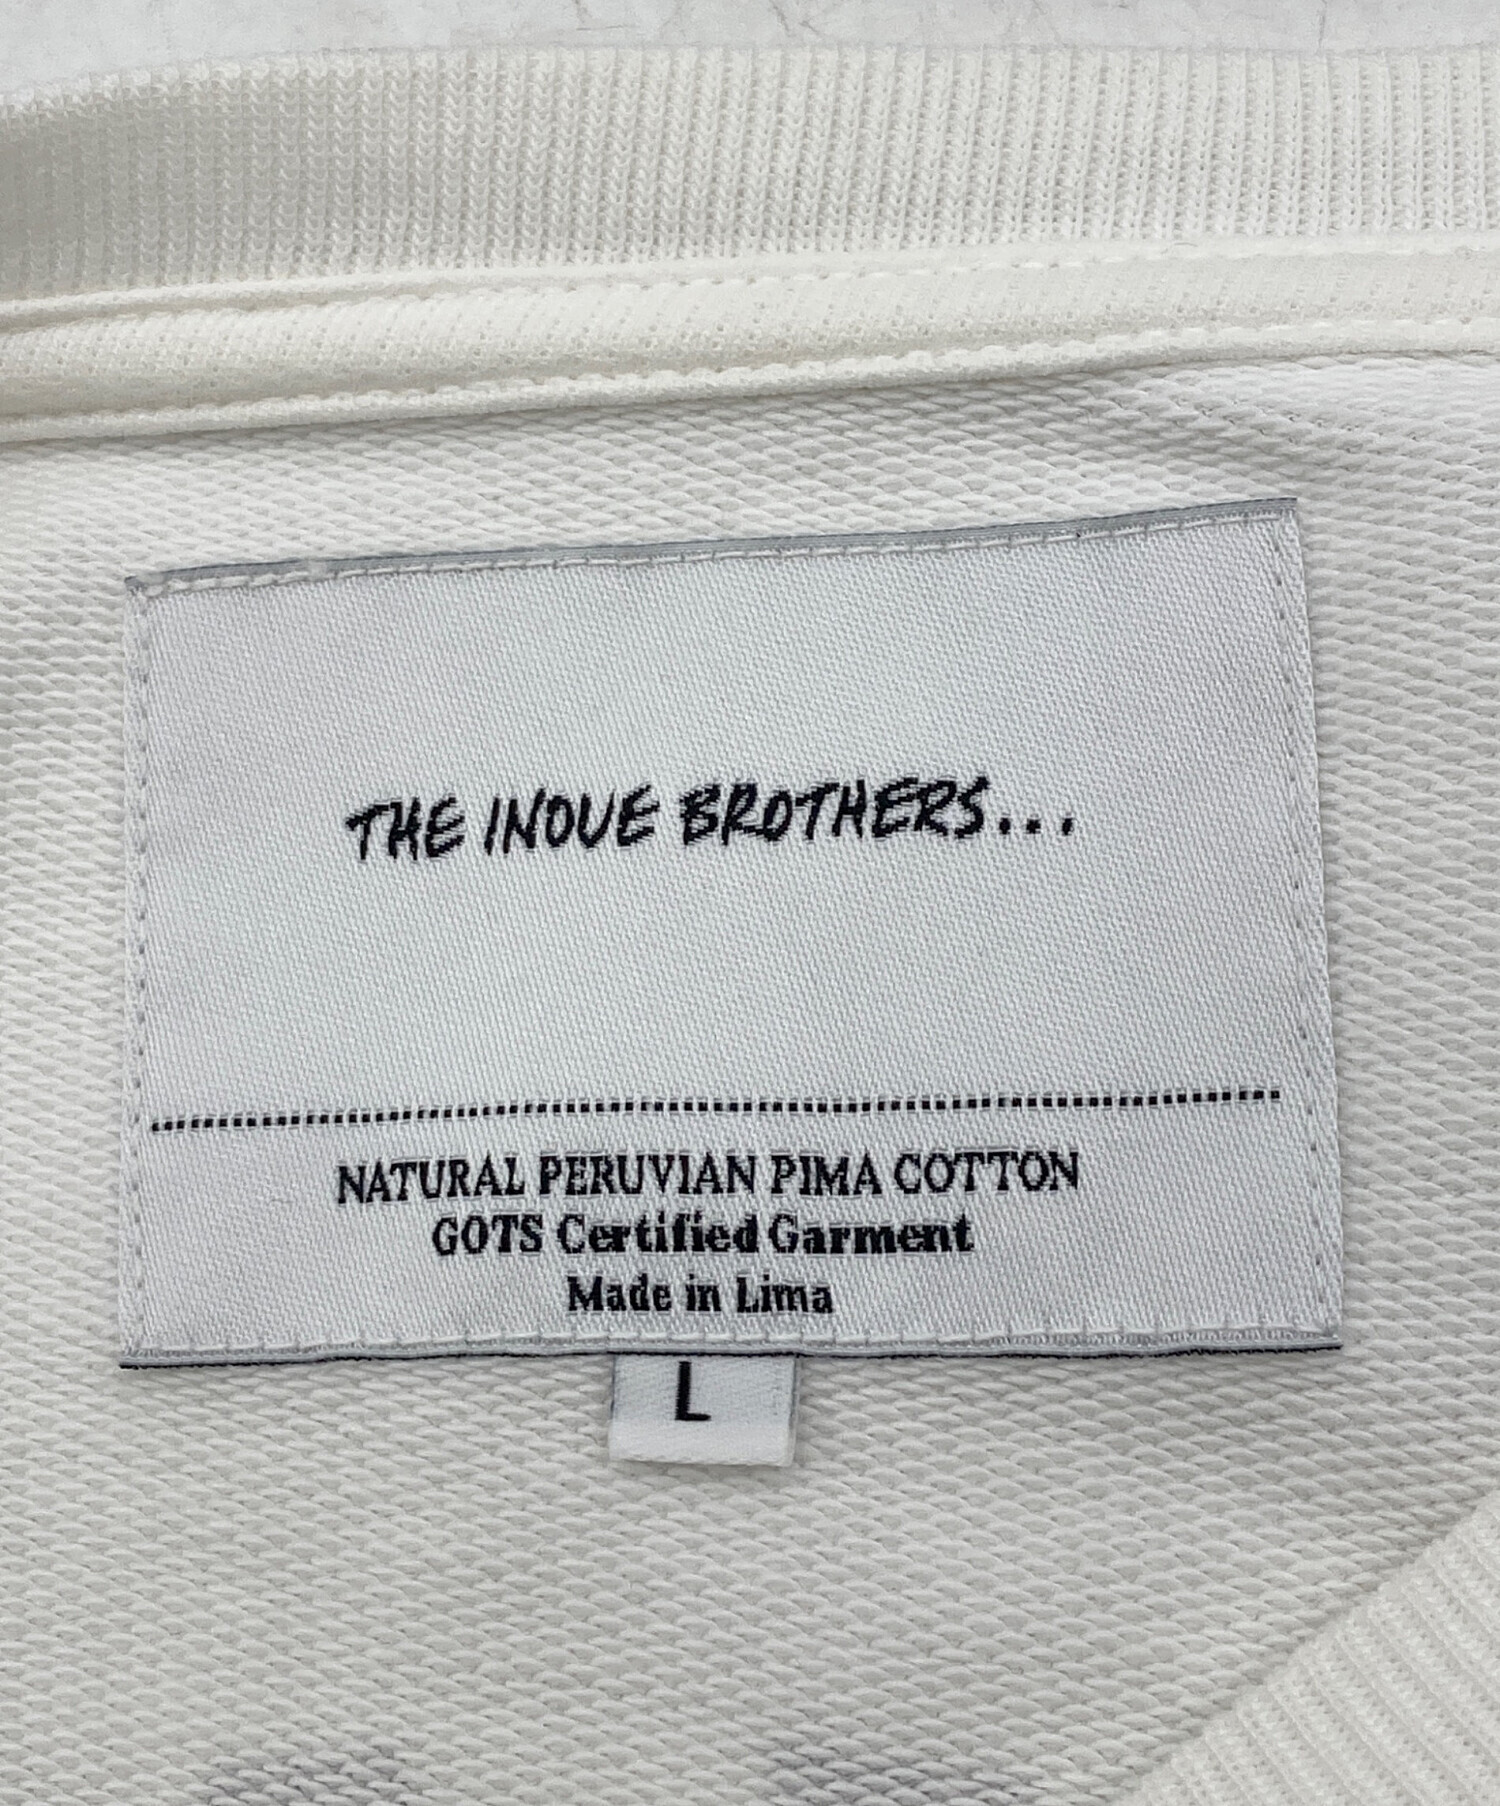 THE INOUE BROTHERS...
NATURAL PERUVIAN PIMA COTTON
GOTS Certified Garment
Made in Lima
L